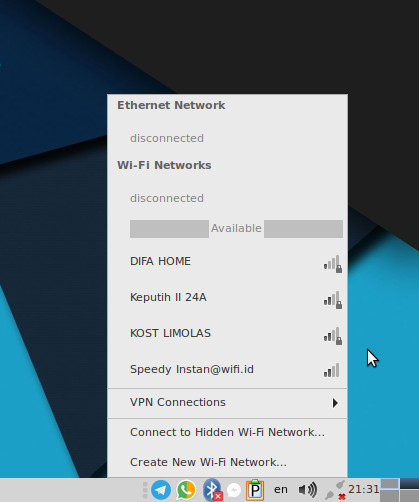 Ethernet Network
disconnected
Wi-Fi Networks
disconnected
Available
DIFA HOME
Keputih II 24A
KOST LIMOLAS
Speedy Instan@wifi.id
VPN Connections
Connect to Hidden Wi-Fi Network...
Create New Wi-Fi Network...
P en 21:31